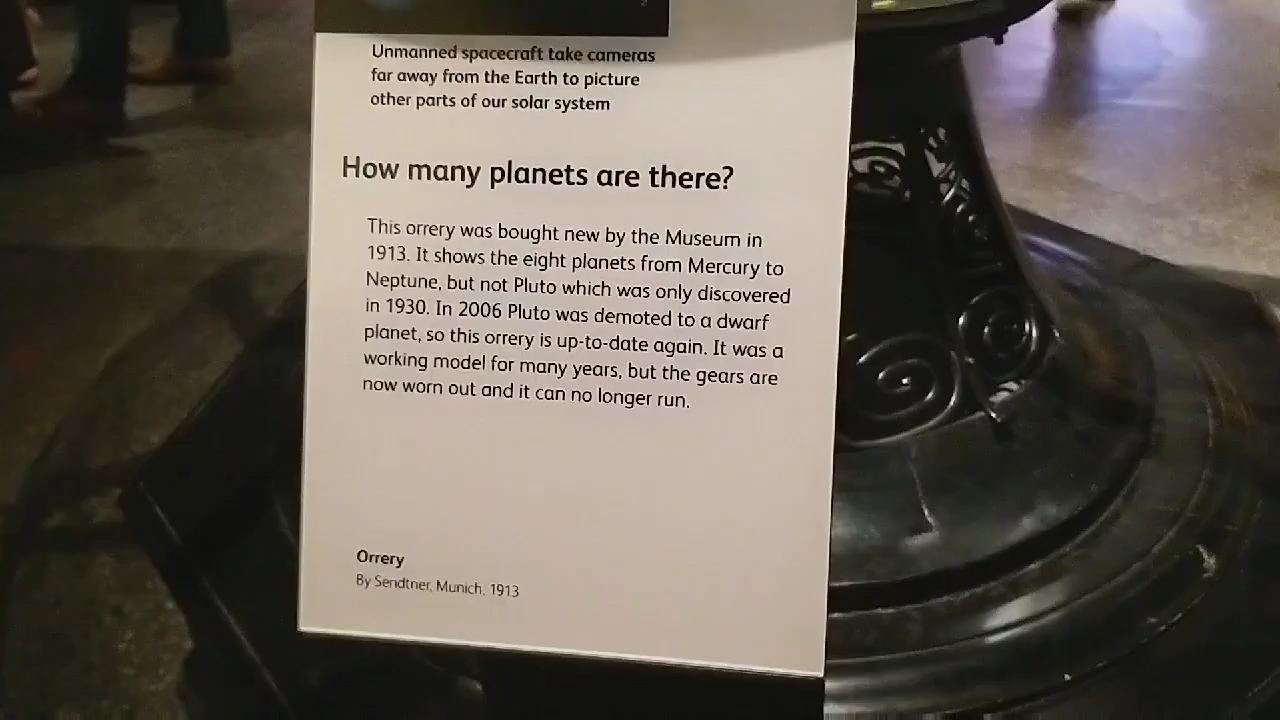 Unmanned spacecraft take cameras
far away from the Earth to picture
other parts of our solar system
How many planets are there?
This orrery was bought new by the Museum in
1913. It shows the eight planets from Mercury to
Neptune, but not Pluto which was only discovered
in 1930. In 2006 Pluto was demoted to a dwarf
planet, so this orrery is up-to-date again. It was a
working model for many years, but the gears are
now worn out and it can no longer run.
Orrery
By Sendtner, Munich, 1913